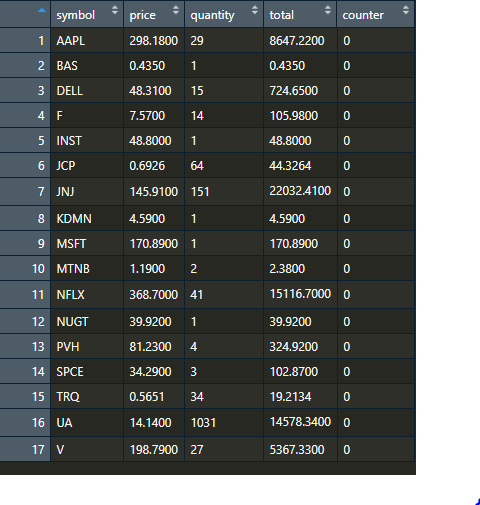 symbol price quantity total counter
1 AAPL 298.1800 29 8647.2200 0
2 BAS 0.4350 1 0.4350 0
3 DELL 48.3100 15 724.6500 0
4 F 7.5700 14 105.9800 0
5 INST 48.8000 1 48.8000 0
6 JCP 0.6926 64 44.3264 0
7 JNJ 145.9100 151 22032.4100 0
8 KDMN 4.5900 1 4.5900 0
9 MSFT 170.8900 1 170.8900 0
10 MTNB 1.1900 2 2.3800 0
11 NFLX 368.7000 41 15116.7000 0
12 NUGT 39.9200 1 39.9200 0
13 PVH 81.2300 4 324.9200 0
14 SPCE 34.2900 3 102.8700 0
15 TRQ 0.5651 34 19.2134 0
16 UA 14.1400 1031 14578.3400 0
17 V 198.7900 27 5367.3300 0